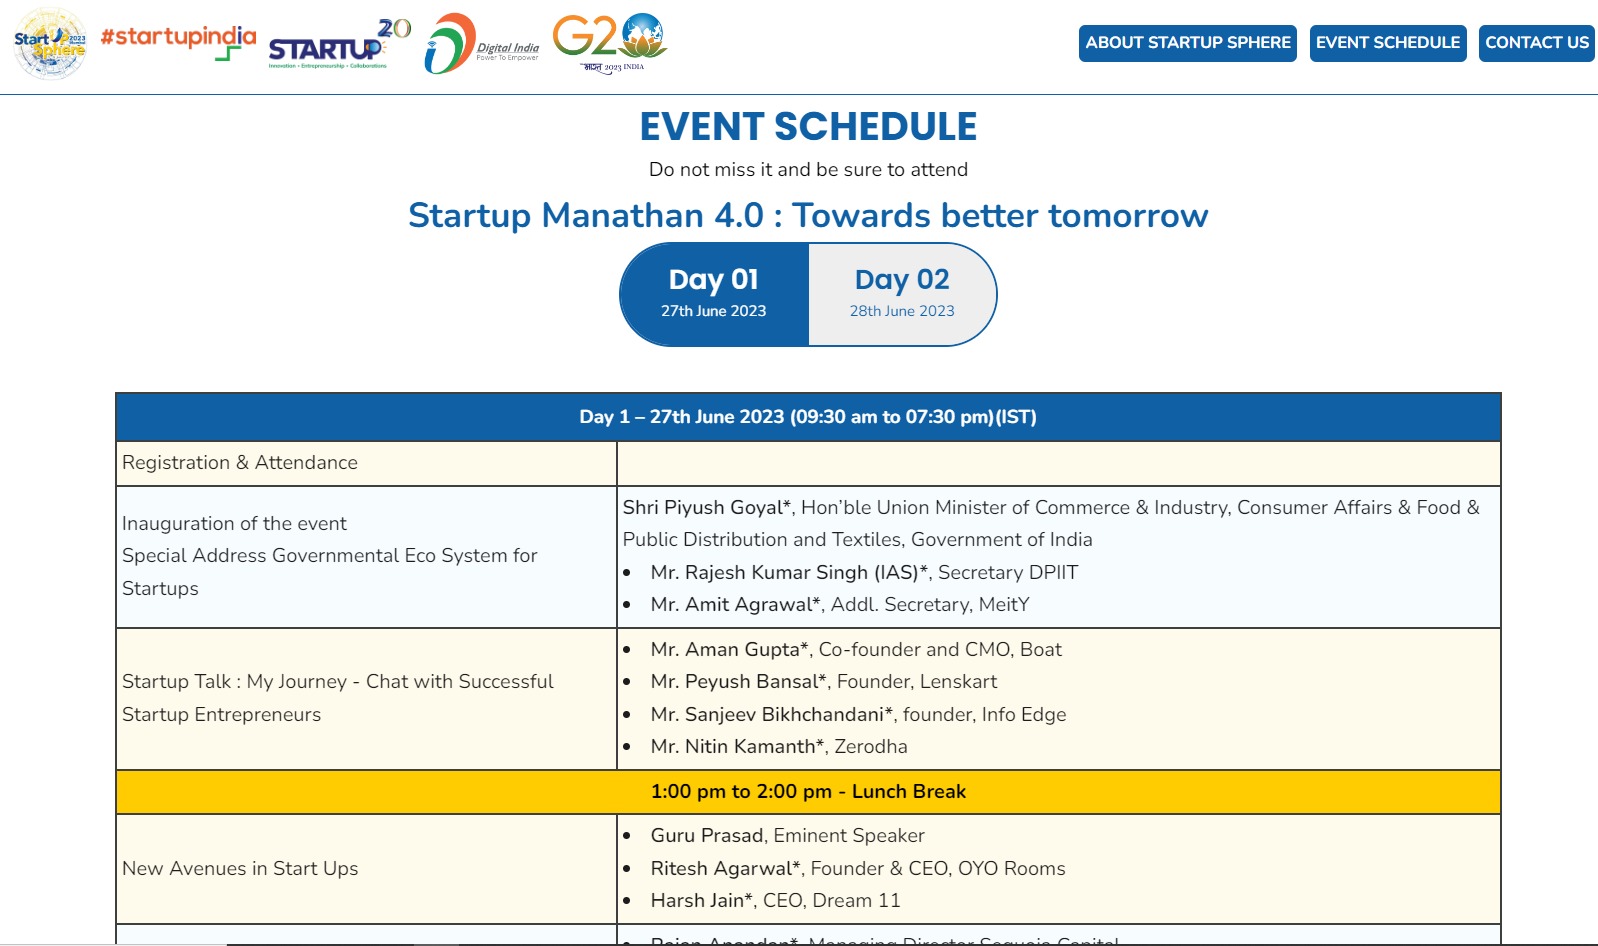 Start Up 2023
Sphere
#startupindia
STARTUP 20
Innovation • Entrepreneurship • Collaborations
Digital India
Power To Empower
G20
भारत 2023 INDIA
ABOUT STARTUP SPHERE
EVENT SCHEDULE
CONTACT US
EVENT SCHEDULE
Do not miss it and be sure to attend
Startup Manathan 4.0 : Towards better tomorrow
Day 01
27th June 2023
Day 02
28th June 2023
Day 1 – 27th June 2023 (09:30 am to 07:30 pm)(IST)
Registration & Attendance
Inauguration of the event
Special Address Governmental Eco System for
Startups
Shri Piyush Goyal*, Hon’ble Union Minister of Commerce & Industry, Consumer Affairs & Food &
Public Distribution and Textiles, Government of India
• Mr. Rajesh Kumar Singh (IAS)*, Secretary DPIIT
• Mr. Amit Agrawal*, Addl. Secretary, MeitY
Startup Talk : My Journey - Chat with Successful
Startup Entrepreneurs
• Mr. Aman Gupta*, Co-founder and CMO, Boat
• Mr. Peyush Bansal*, Founder, Lenskart
• Mr. Sanjeev Bikhchandani*, founder, Info Edge
• Mr. Nitin Kamanth*, Zerodha
1:00 pm to 2:00 pm - Lunch Break
New Avenues in Start Ups
• Guru Prasad, Eminent Speaker
• Ritesh Agarwal*, Founder & CEO, OYO Rooms
• Harsh Jain*, CEO, Dream 11
• Rajan Anandan*, Managing Director Sequoia Capital